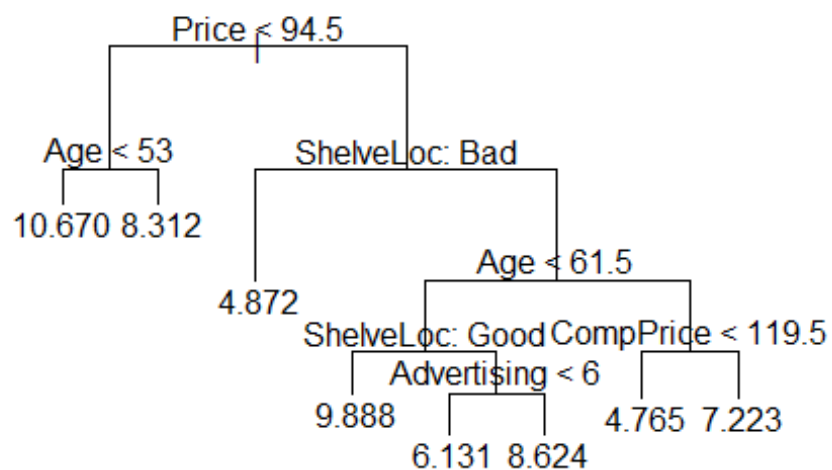 Price < 94.5
Age < 53
ShelveLoc: Bad
10.670 8.312
4.872
Age < 61.5
ShelveLoc: Good
CompPrice < 119.5
Advertising < 6
9.888
4.765 7.223
6.131 8.624